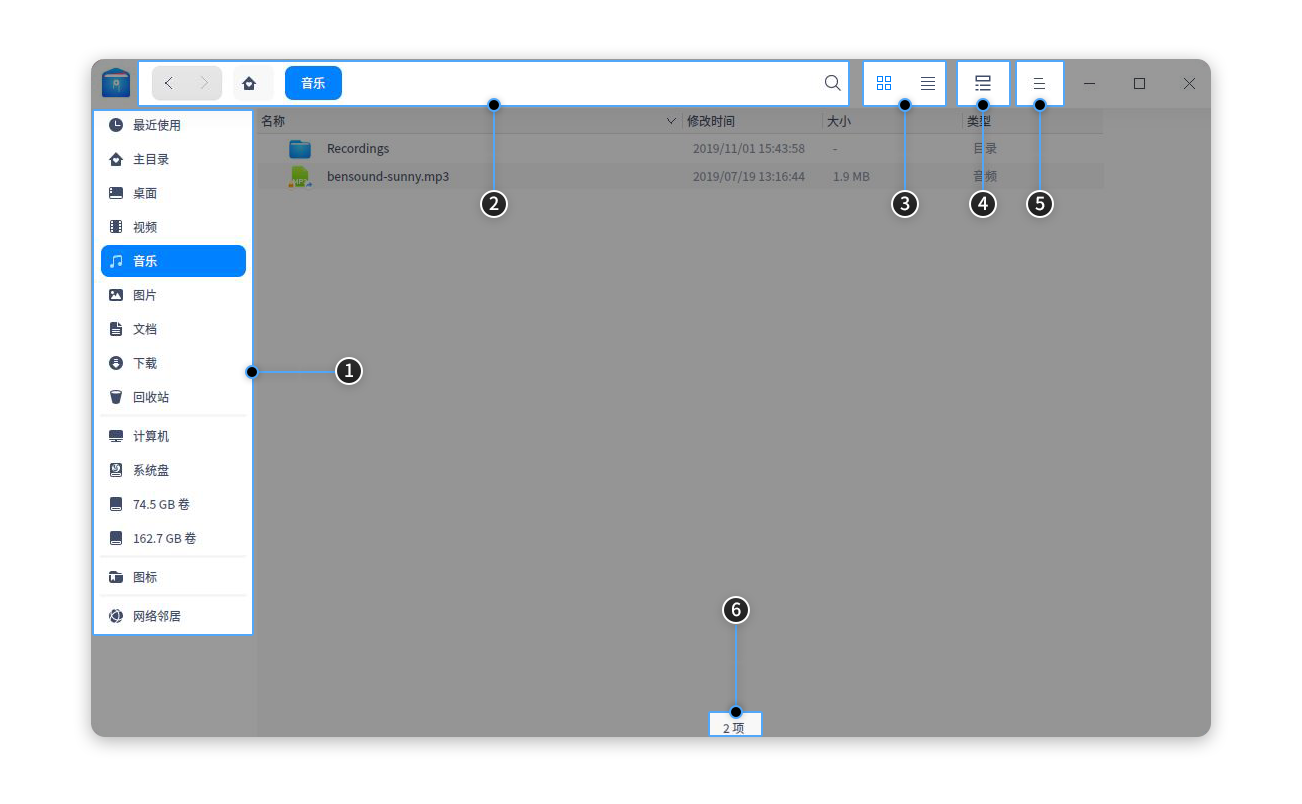 音乐
最近使用
主目录
桌面
视频
音乐
图片
文档
下载
回收站
计算机
系统盘
74.5 GB 卷
162.7 GB 卷
图标
网络邻居
名称 修改时间 大小 类型
Recordings 2019/11/01 15:43:58 - 目录
MP3 bensound-sunny.mp3 2019/07/19 13:16:44 1.9 MB 音频
2 3 4 5
1
6
2 项